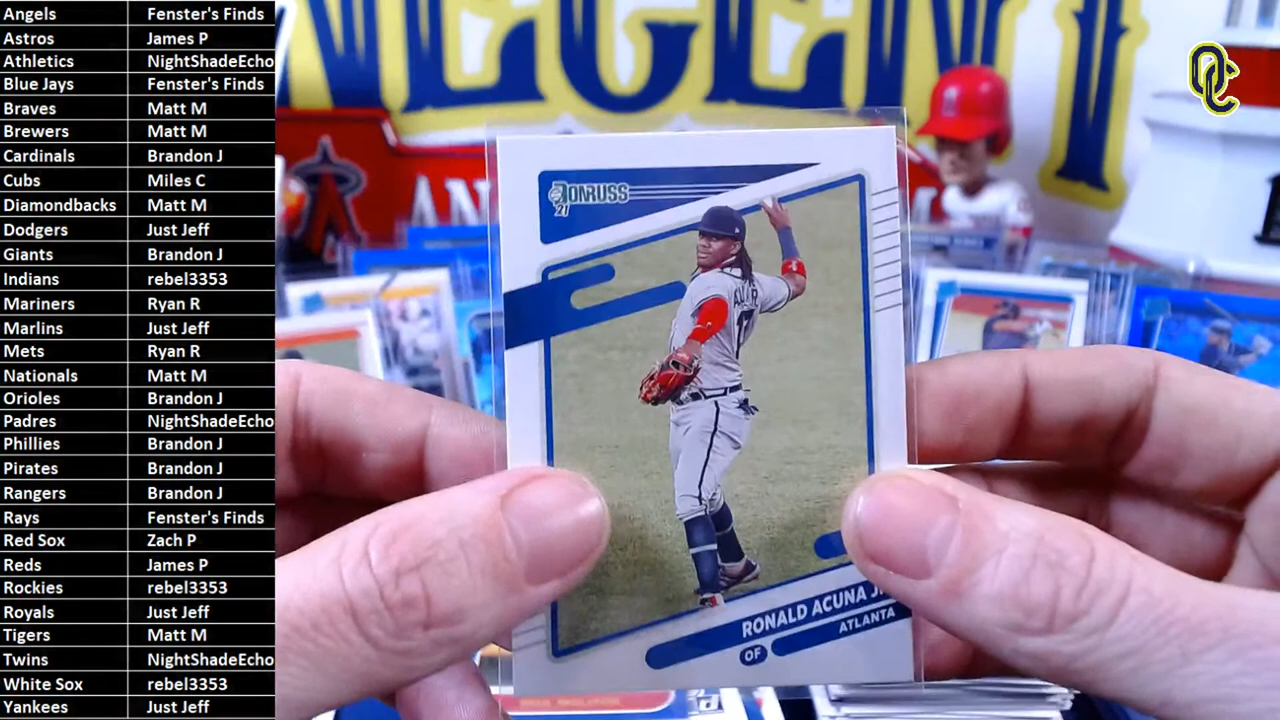 Angels Fenster's Finds
Astros James P
Athletics NightShadeEcho
Blue Jays Fenster's Finds
Braves Matt M
Brewers Matt M
Cardinals Brandon J
Cubs Miles C
Diamondbacks Matt M
Dodgers Just Jeff
Giants Brandon J
Indians rebel3353
Mariners Ryan R
Marlins Just Jeff
Mets Ryan R
Nationals Matt M
Orioles Brandon J
Padres NightShadeEcho
Phillies Brandon J
Pirates Brandon J
Rangers Brandon J
Rays Fenster's Finds
Red Sox Zach P
Reds James P
Rockies rebel3353
Royals Just Jeff
Tigers Matt M
Twins NightShadeEcho
White Sox rebel3353
Yankees Just Jeff
OC
DONRUSS
21
RONALD ACUNA
OF
ATLANTA